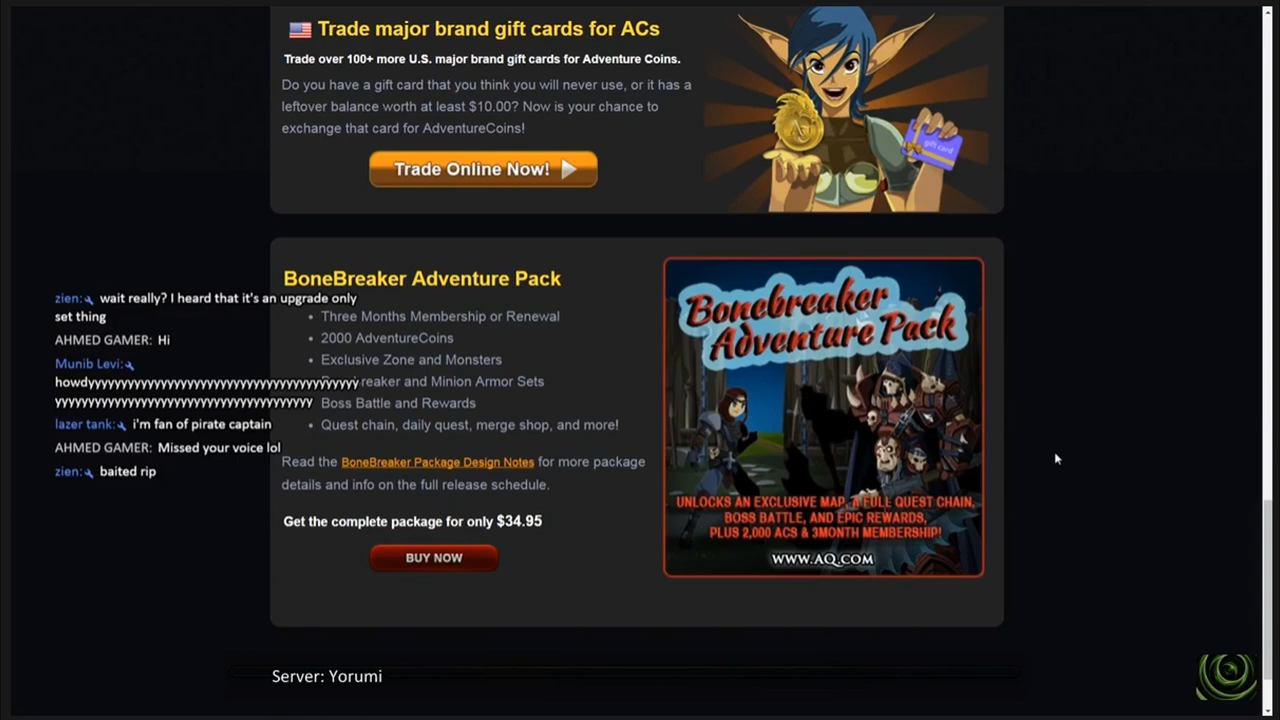 Trade major brand gift cards for ACs
Trade over 100+ more U.S. major brand gift cards for Adventure Coins.
Do you have a gift card that you think you will never use, or it has a
leftover balance worth at least $10.00? Now is your chance to
exchange that card for AdventureCoins!
Trade Online Now!
gift card
BoneBreaker Adventure Pack
Three Months Membership or Renewal
2000 AdventureCoins
Exclusive Zone and Monsters
reaker and Minion Armor Sets
Boss Battle and Rewards
Quest chain, daily quest, merge shop, and more!
Read the BoneBreaker Package Design Notes for more package
details and info on the full release schedule.
Get the complete package for only $34.95
BUY NOW
Bonebreaker
Adventure Pack
UNLOCKS AN EXCLUSIVE MAP, A FULL QUEST CHAIN,
BOSS BATTLE, AND EPIC REWARDS,
PLUS 2,000 ACS & 3MONTH MEMBERSHIP!
WWW.AQ.COM
zien: wait really? I heard that it's an upgrade only
set thing
AHMED GAMER: Hi
Munib Levi:
howdyyyyyyyyyyyyyyyyyyyyyyyyyyyyyyyyyyyyyyyyy
yyyyyyyyyyyyyyyyyyyyyyyyyyyyyyyyyyyyyyy
lazer tank: i'm fan of pirate captain
AHMED GAMER: Missed your voice lol
zien: baited rip
Server: Yorumi